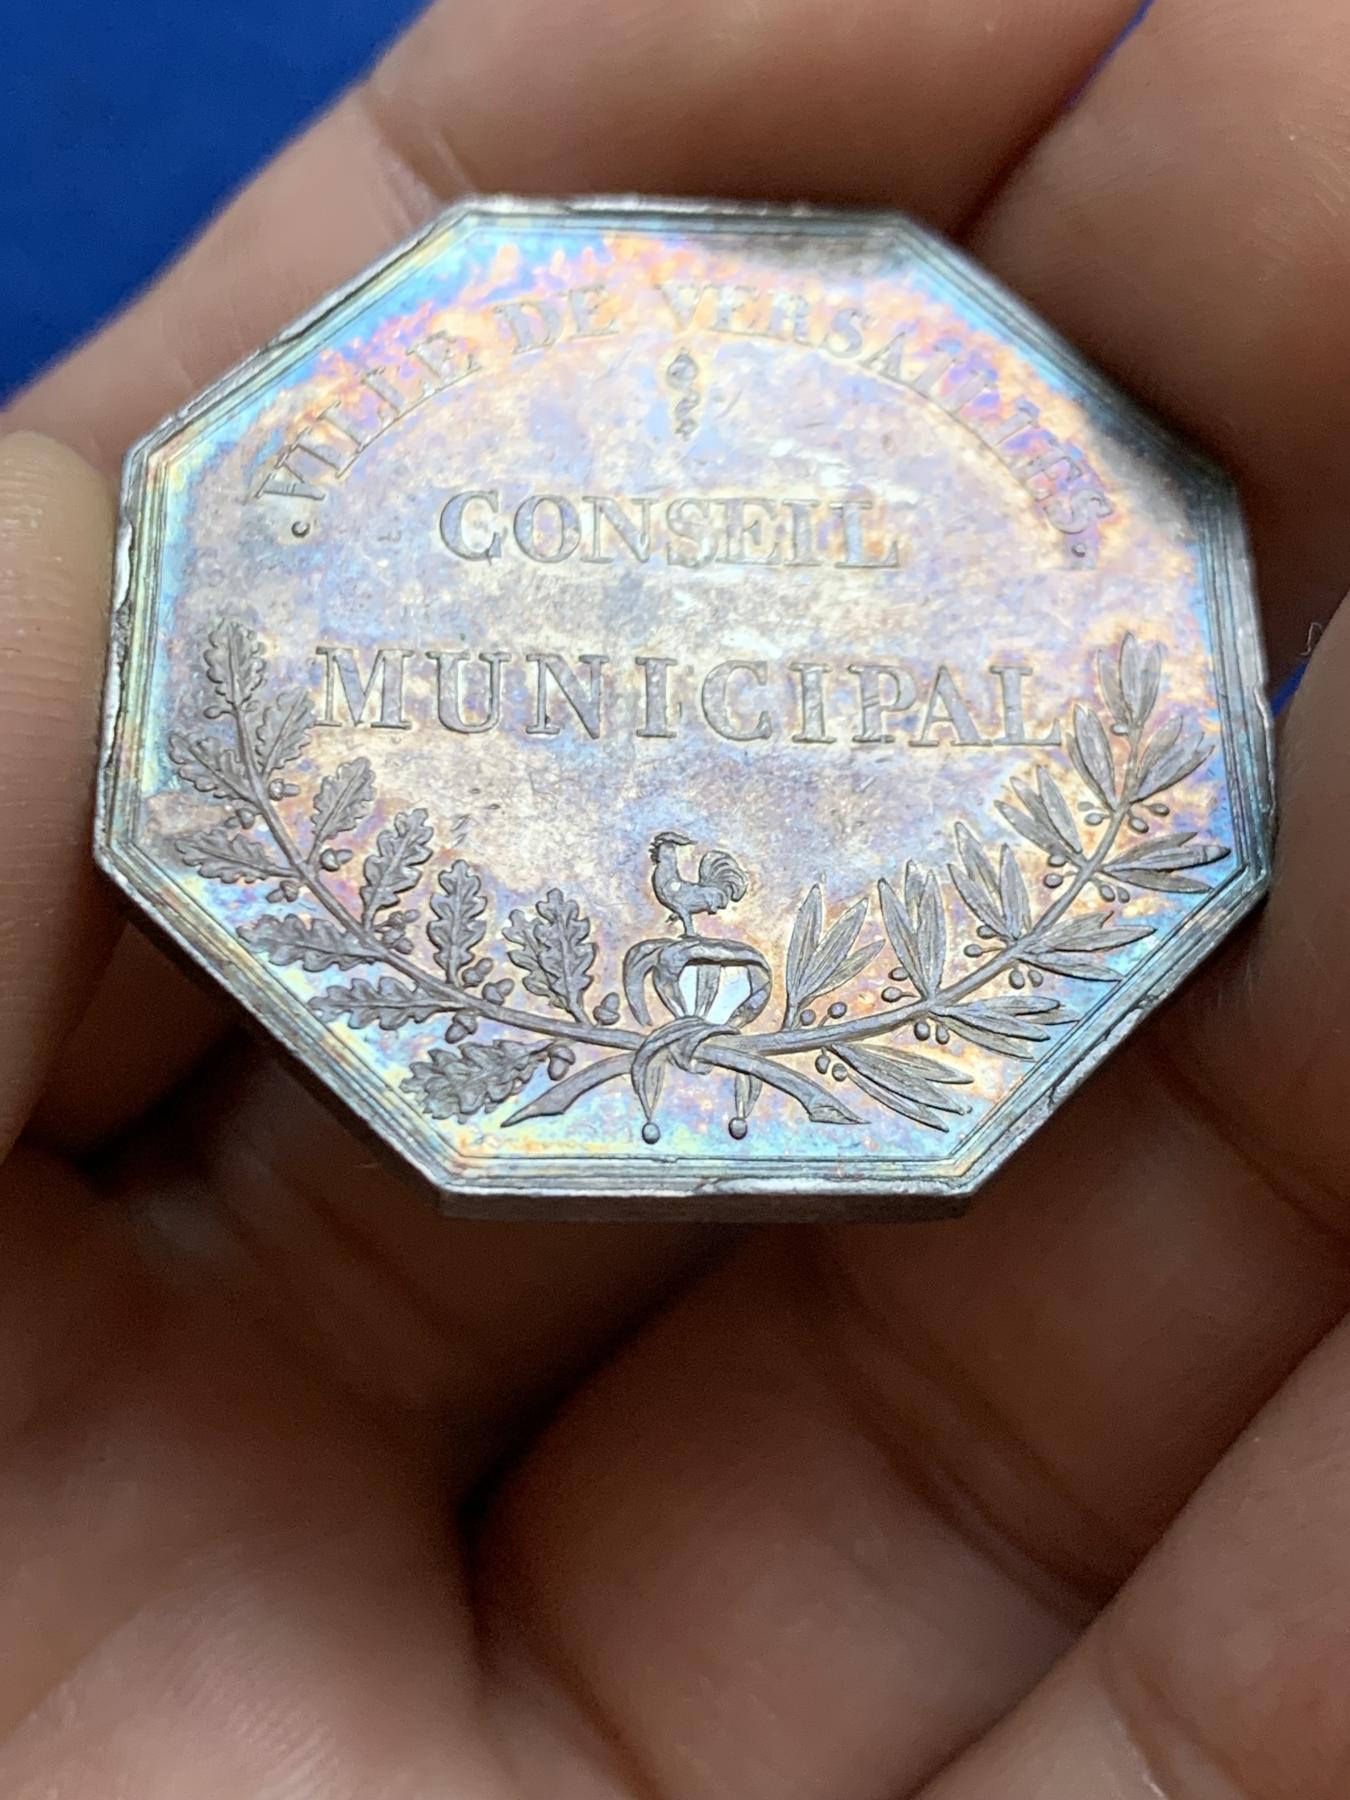 · VILLE DE VERSAILLES ·
CONSEIL
MUNICIPAL